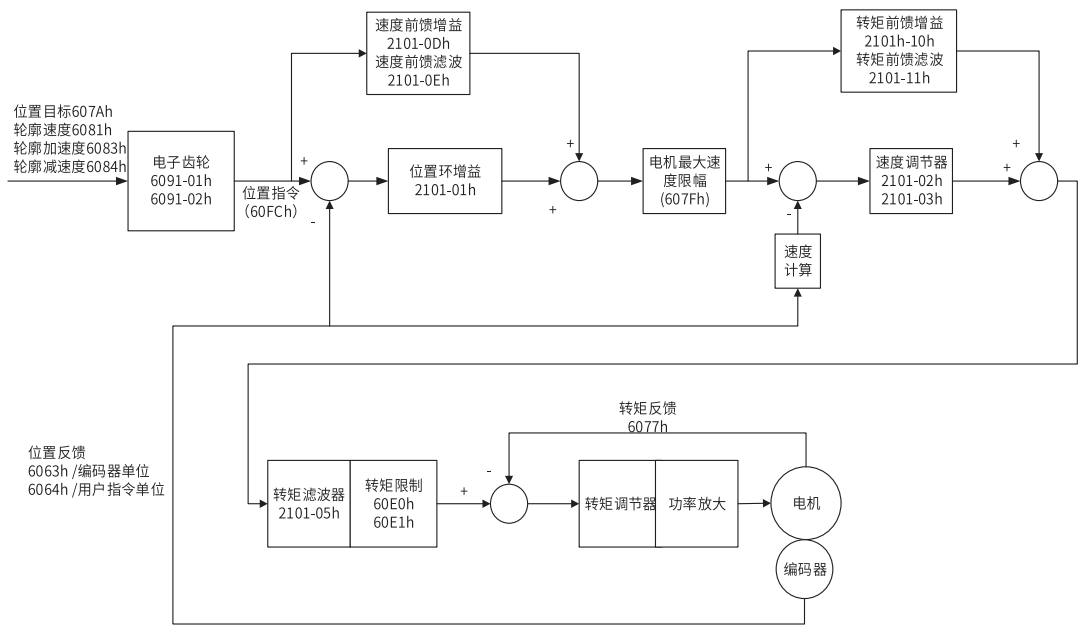 速度前馈增益
2101-0Dh
速度前馈滤波
2101-0Eh
转矩前馈增益
2101h-10h
转矩前馈滤波
2101-11h
位置目标607Ah
轮廓速度6081h
轮廓加速度6083h
轮廓减速度6084h
电子齿轮
6091-01h
6091-02h
位置指令
（60FCh）
+
-
位置环增益
2101-01h
+
+
电机最大速
度限幅
(607Fh)
+
-
速度调节器
2101-02h
2101-03h
+
+
速度
计算
转矩反馈
6077h
位置反馈
6063h /编码器单位
6064h /用户指令单位
转矩滤波器
2101-05h
转矩限制
60E0h
60E1h
+
-
转矩调节器
功率放大
电机
编码器